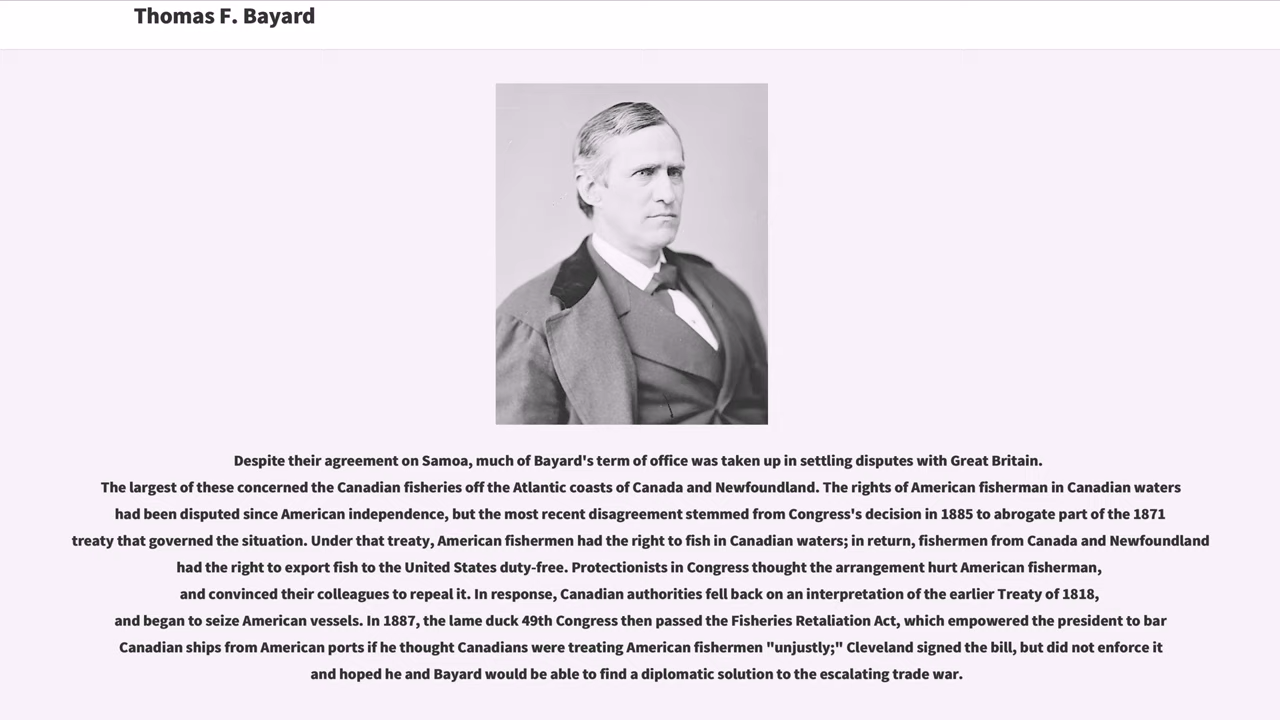 Thomas F. Bayard
Despite their agreement on Samoa, much of Bayard's term of office was taken up in settling disputes with Great Britain.
The largest of these concerned the Canadian fisheries off the Atlantic coasts of Canada and Newfoundland. The rights of American fisherman in Canadian waters
had been disputed since American independence, but the most recent disagreement stemmed from Congress's decision in 1885 to abrogate part of the 1871
treaty that governed the situation. Under that treaty, American fishermen had the right to fish in Canadian waters; in return, fishermen from Canada and Newfoundland
had the right to export fish to the United States duty-free. Protectionists in Congress thought the arrangement hurt American fisherman,
and convinced their colleagues to repeal it. In response, Canadian authorities fell back on an interpretation of the earlier Treaty of 1818,
and began to seize American vessels. In 1887, the lame duck 49th Congress then passed the Fisheries Retaliation Act, which empowered the president to bar
Canadian ships from American ports if he thought Canadians were treating American fishermen "unjustly;" Cleveland signed the bill, but did not enforce it
and hoped he and Bayard would be able to find a diplomatic solution to the escalating trade war.